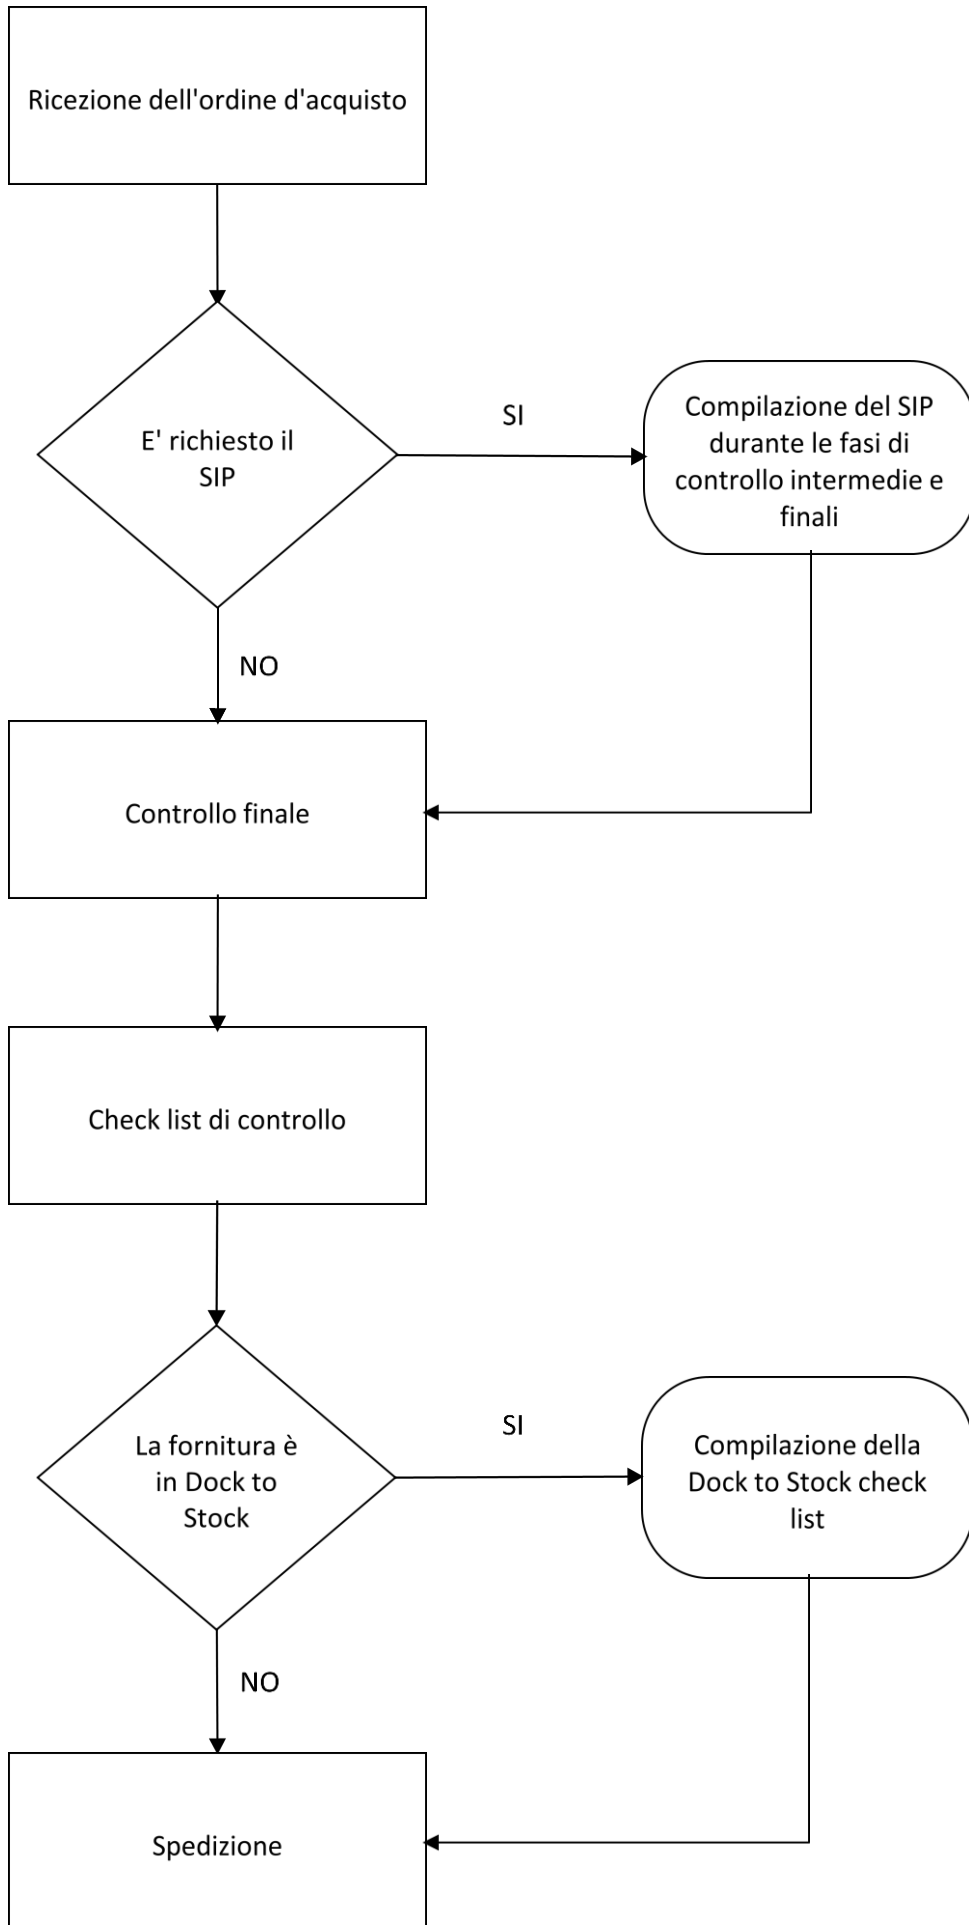 Ricezione dell'ordine d'acquisto
E' richiesto il
SIP
SI
Compilazione del SIP
durante le fasi di
controllo intermedie e
finali
NO
Controllo finale
Check list di controllo
La fornitura è
in Dock to
Stock
SI
Compilazione della
Dock to Stock check
list
NO
Spedizione